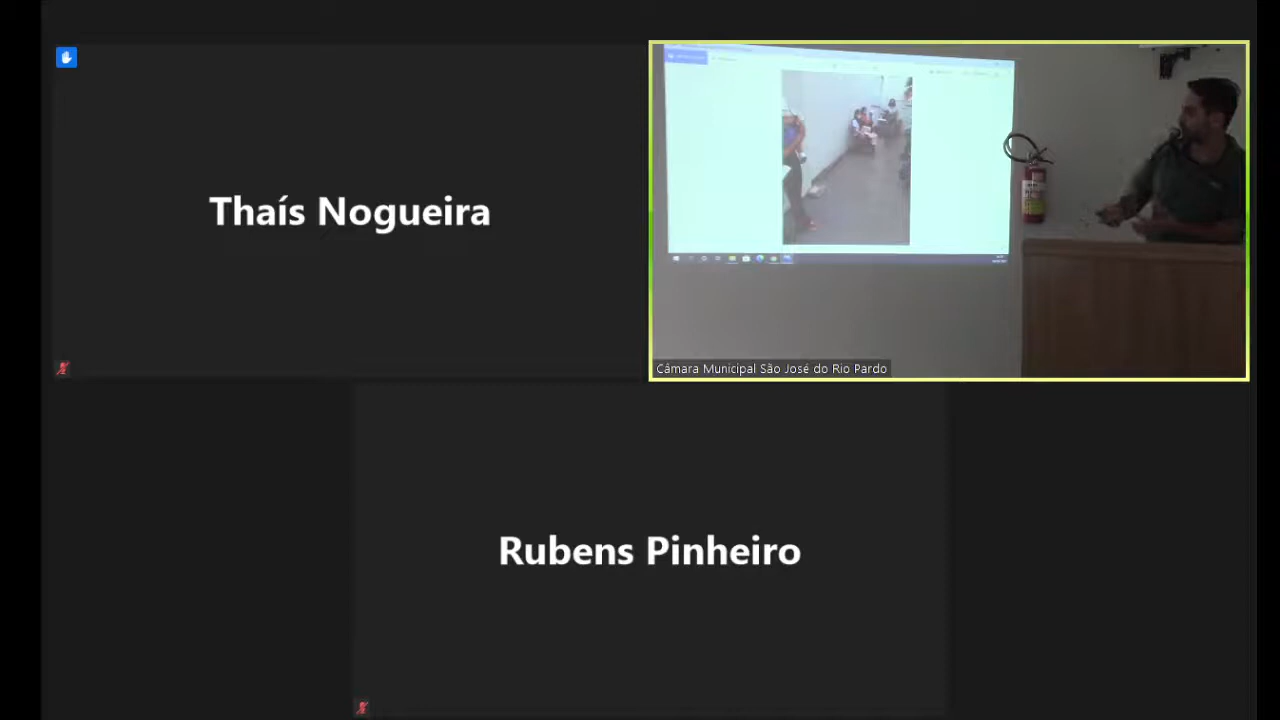 Thaís Nogueira
Câmara Municipal São José do Rio Pardo
Rubens Pinheiro